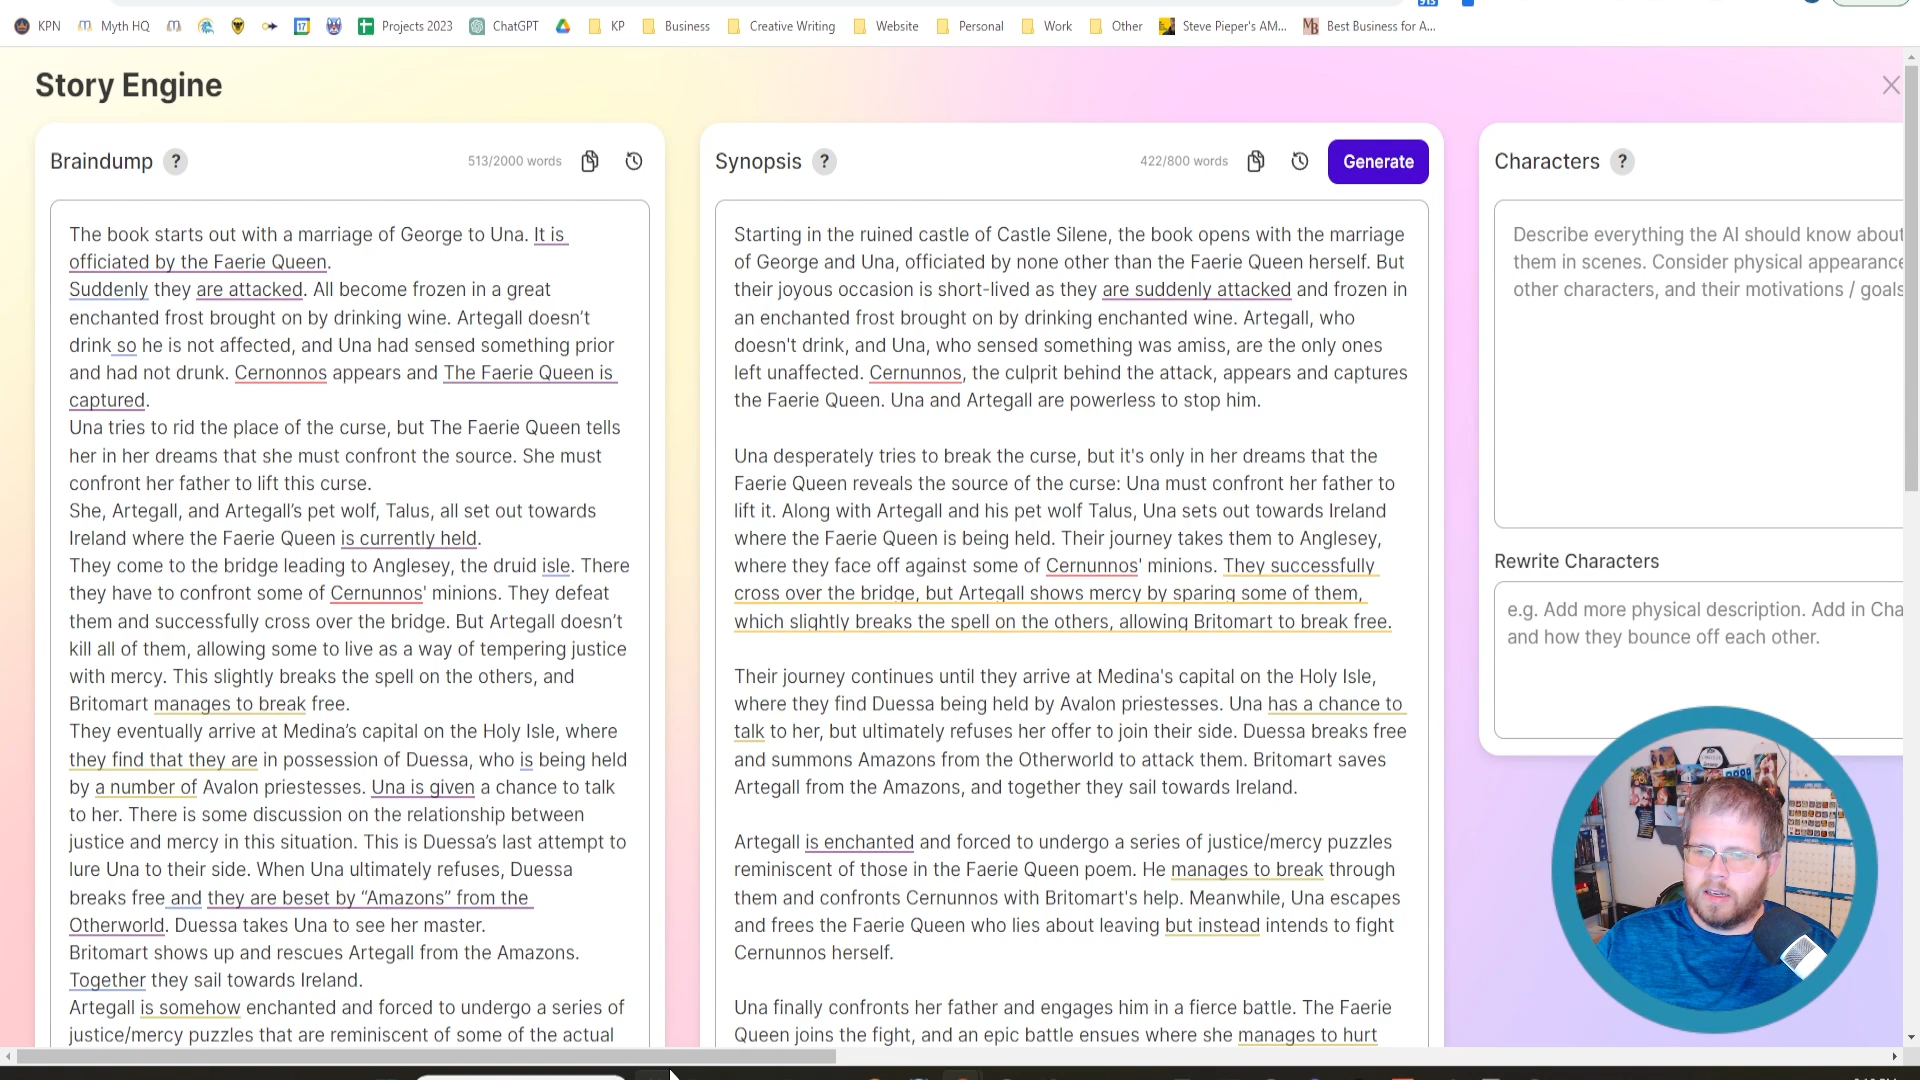 KPN Myth HQ 17 Projects 2023 ChatGPT KP Business Creative Writing Website Personal Work Other Steve Pieper's AM... Best Business for A...
Story Engine
Braindump ? 513/2000 words
The book starts out with a marriage of George to Una. It is
officiated by the Faerie Queen.
Suddenly they are attacked. All become frozen in a great
enchanted frost brought on by drinking wine. Artegall doesn’t
drink so he is not affected, and Una had sensed something prior
and had not drunk. Cernonnos appears and The Faerie Queen is
captured.
Una tries to rid the place of the curse, but The Faerie Queen tells
her in her dreams that she must confront the source. She must
confront her father to lift this curse.
She, Artegall, and Artegall’s pet wolf, Talus, all set out towards
Ireland where the Faerie Queen is currently held.
They come to the bridge leading to Anglesey, the druid isle. There
they have to confront some of Cernunnos' minions. They defeat
them and successfully cross over the bridge. But Artegall doesn’t
kill all of them, allowing some to live as a way of tempering justice
with mercy. This slightly breaks the spell on the others, and
Britomart manages to break free.
They eventually arrive at Medina’s capital on the Holy Isle, where
they find that they are in possession of Duessa, who is being held
by a number of Avalon priestesses. Una is given a chance to talk
to her. There is some discussion on the relationship between
justice and mercy in this situation. This is Duessa’s last attempt to
lure Una to their side. When Una ultimately refuses, Duessa
breaks free and they are beset by “Amazons” from the
Otherworld. Duessa takes Una to see her master.
Britomart shows up and rescues Artegall from the Amazons.
Together they sail towards Ireland.
Artegall is somehow enchanted and forced to undergo a series of
justice/mercy puzzles that are reminiscent of some of the actual
Synopsis ? 422/800 words Generate
Starting in the ruined castle of Castle Silene, the book opens with the marriage
of George and Una, officiated by none other than the Faerie Queen herself. But
their joyous occasion is short-lived as they are suddenly attacked and frozen in
an enchanted frost brought on by drinking enchanted wine. Artegall, who
doesn't drink, and Una, who sensed something was amiss, are the only ones
left unaffected. Cernunnos, the culprit behind the attack, appears and captures
the Faerie Queen. Una and Artegall are powerless to stop him.
Una desperately tries to break the curse, but it's only in her dreams that the
Faerie Queen reveals the source of the curse: Una must confront her father to
lift it. Along with Artegall and his pet wolf Talus, Una sets out towards Ireland
where the Faerie Queen is being held. Their journey takes them to Anglesey,
where they face off against some of Cernunnos' minions. They successfully
cross over the bridge, but Artegall shows mercy by sparing some of them,
which slightly breaks the spell on the others, allowing Britomart to break free.
Their journey continues until they arrive at Medina's capital on the Holy Isle,
where they find Duessa being held by Avalon priestesses. Una has a chance to
talk to her, but ultimately refuses her offer to join their side. Duessa breaks free
and summons Amazons from the Otherworld to attack them. Britomart saves
Artegall from the Amazons, and together they sail towards Ireland.
Artegall is enchanted and forced to undergo a series of justice/mercy puzzles
reminiscent of those in the Faerie Queen poem. He manages to break through
them and confronts Cernunnos with Britomart's help. Meanwhile, Una escapes
and frees the Faerie Queen who lies about leaving but instead intends to fight
Cernunnos herself.
Una finally confronts her father and engages him in a fierce battle. The Faerie
Queen joins the fight, and an epic battle ensues where she manages to hurt
Characters ?
Describe everything the AI should know about
them in scenes. Consider physical appearance
other characters, and their motivations / goals
Rewrite Characters
e.g. Add more physical description. Add in Cha
and how they bounce off each other.